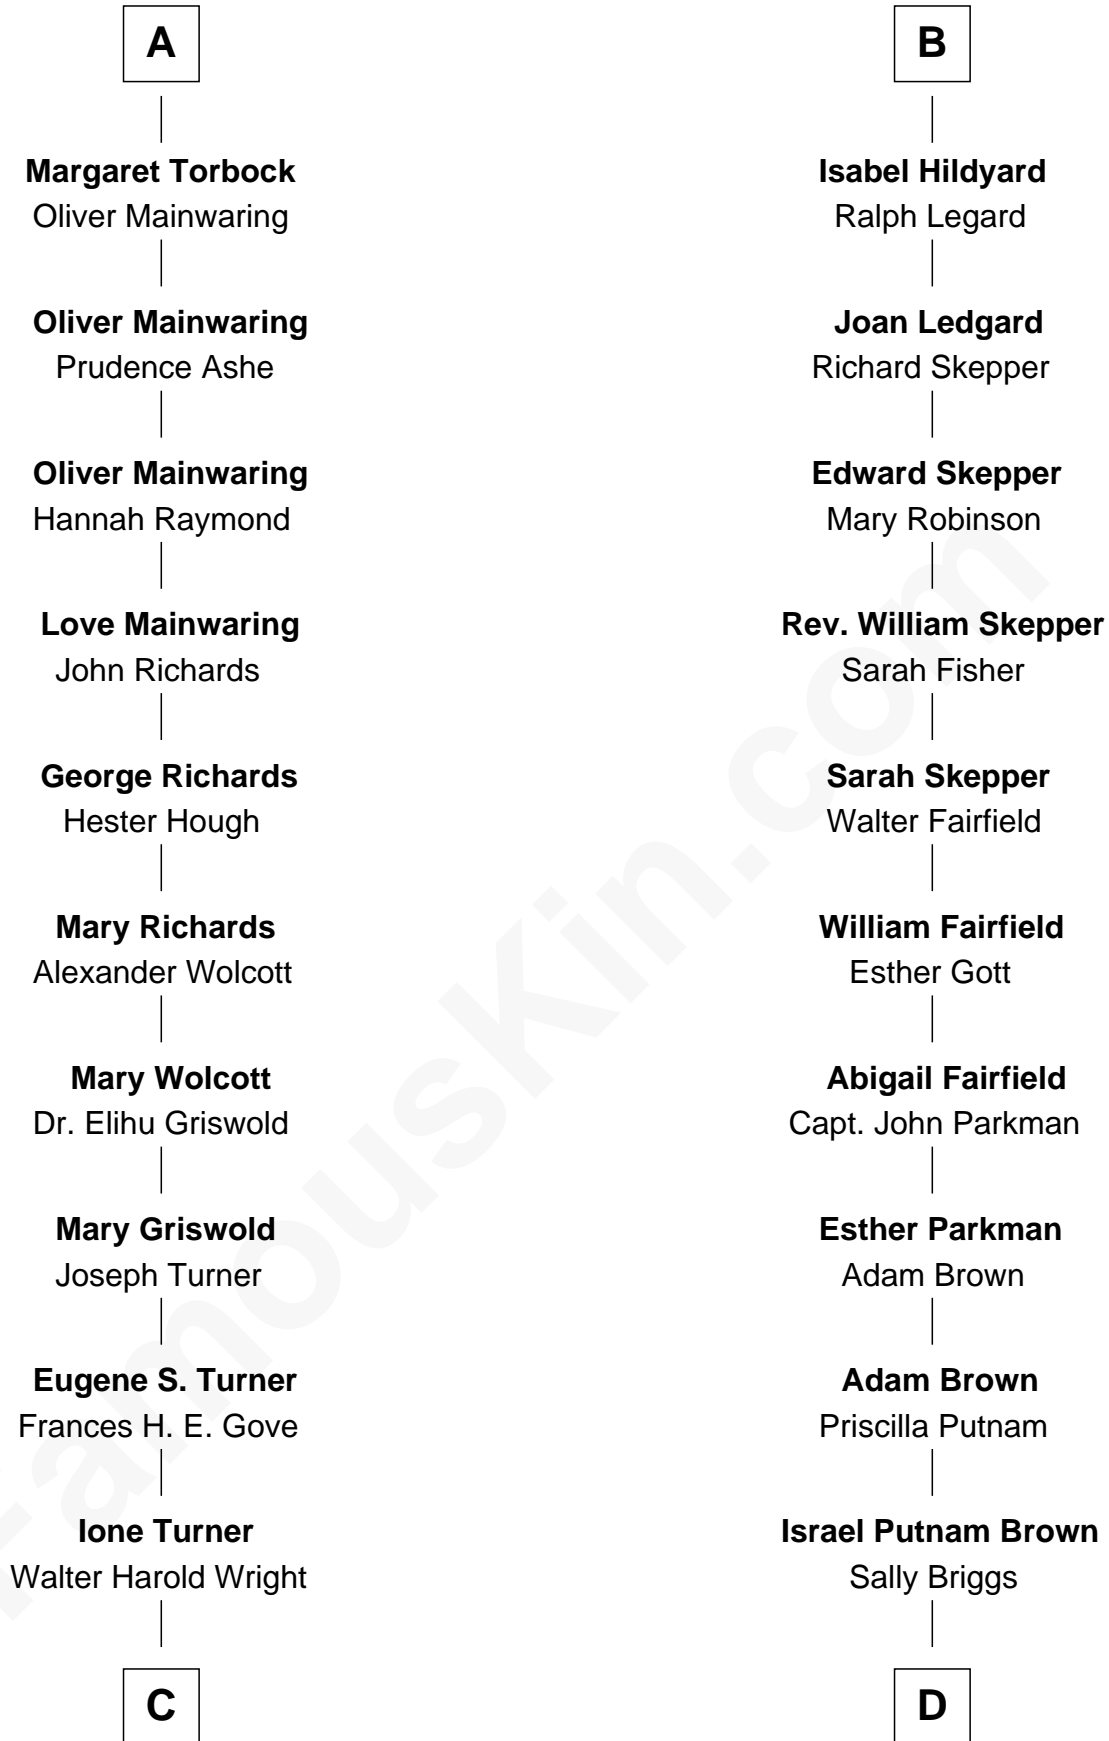 A
Margaret Torbock
Oliver Mainwaring
Oliver Mainwaring
Prudence Ashe
Oliver Mainwaring
Hannah Raymond
Love Mainwaring
John Richards
George Richards
Hester Hough
Mary Richards
Alexander Wolcott
Mary Wolcott
Dr. Elihu Griswold
Mary Griswold
Joseph Turner
Eugene S. Turner
Frances H. E. Gove
Ione Turner
Walter Harold Wright
C
B
Isabel Hildyard
Ralph Legard
Joan Ledgard
Richard Skepper
Edward Skepper
Mary Robinson
Rev. William Skepper
Sarah Fisher
Sarah Skepper
Walter Fairfield
William Fairfield
Esther Gott
Abigail Fairfield
Capt. John Parkman
Esther Parkman
Adam Brown
Adam Brown
Priscilla Putnam
Israel Putnam Brown
Sally Briggs
D
FamousKin.com